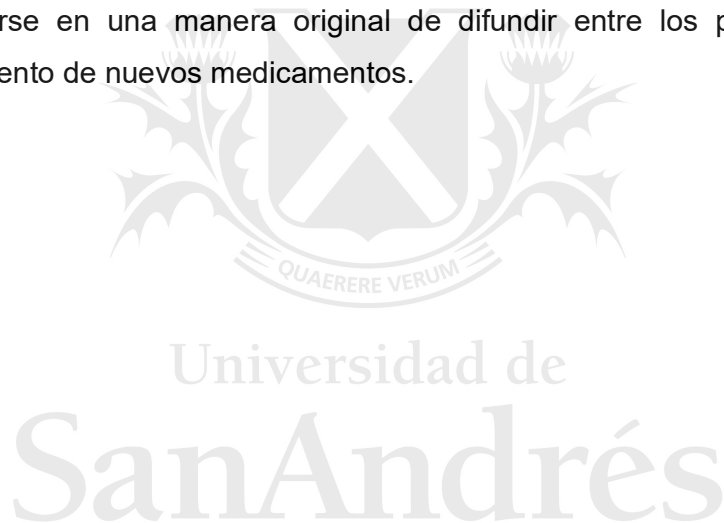 rse en una manera original de difundir entre los p
ento de nuevos medicamentos.
QUAERERE VERUM
Universidad de
SanAndrés